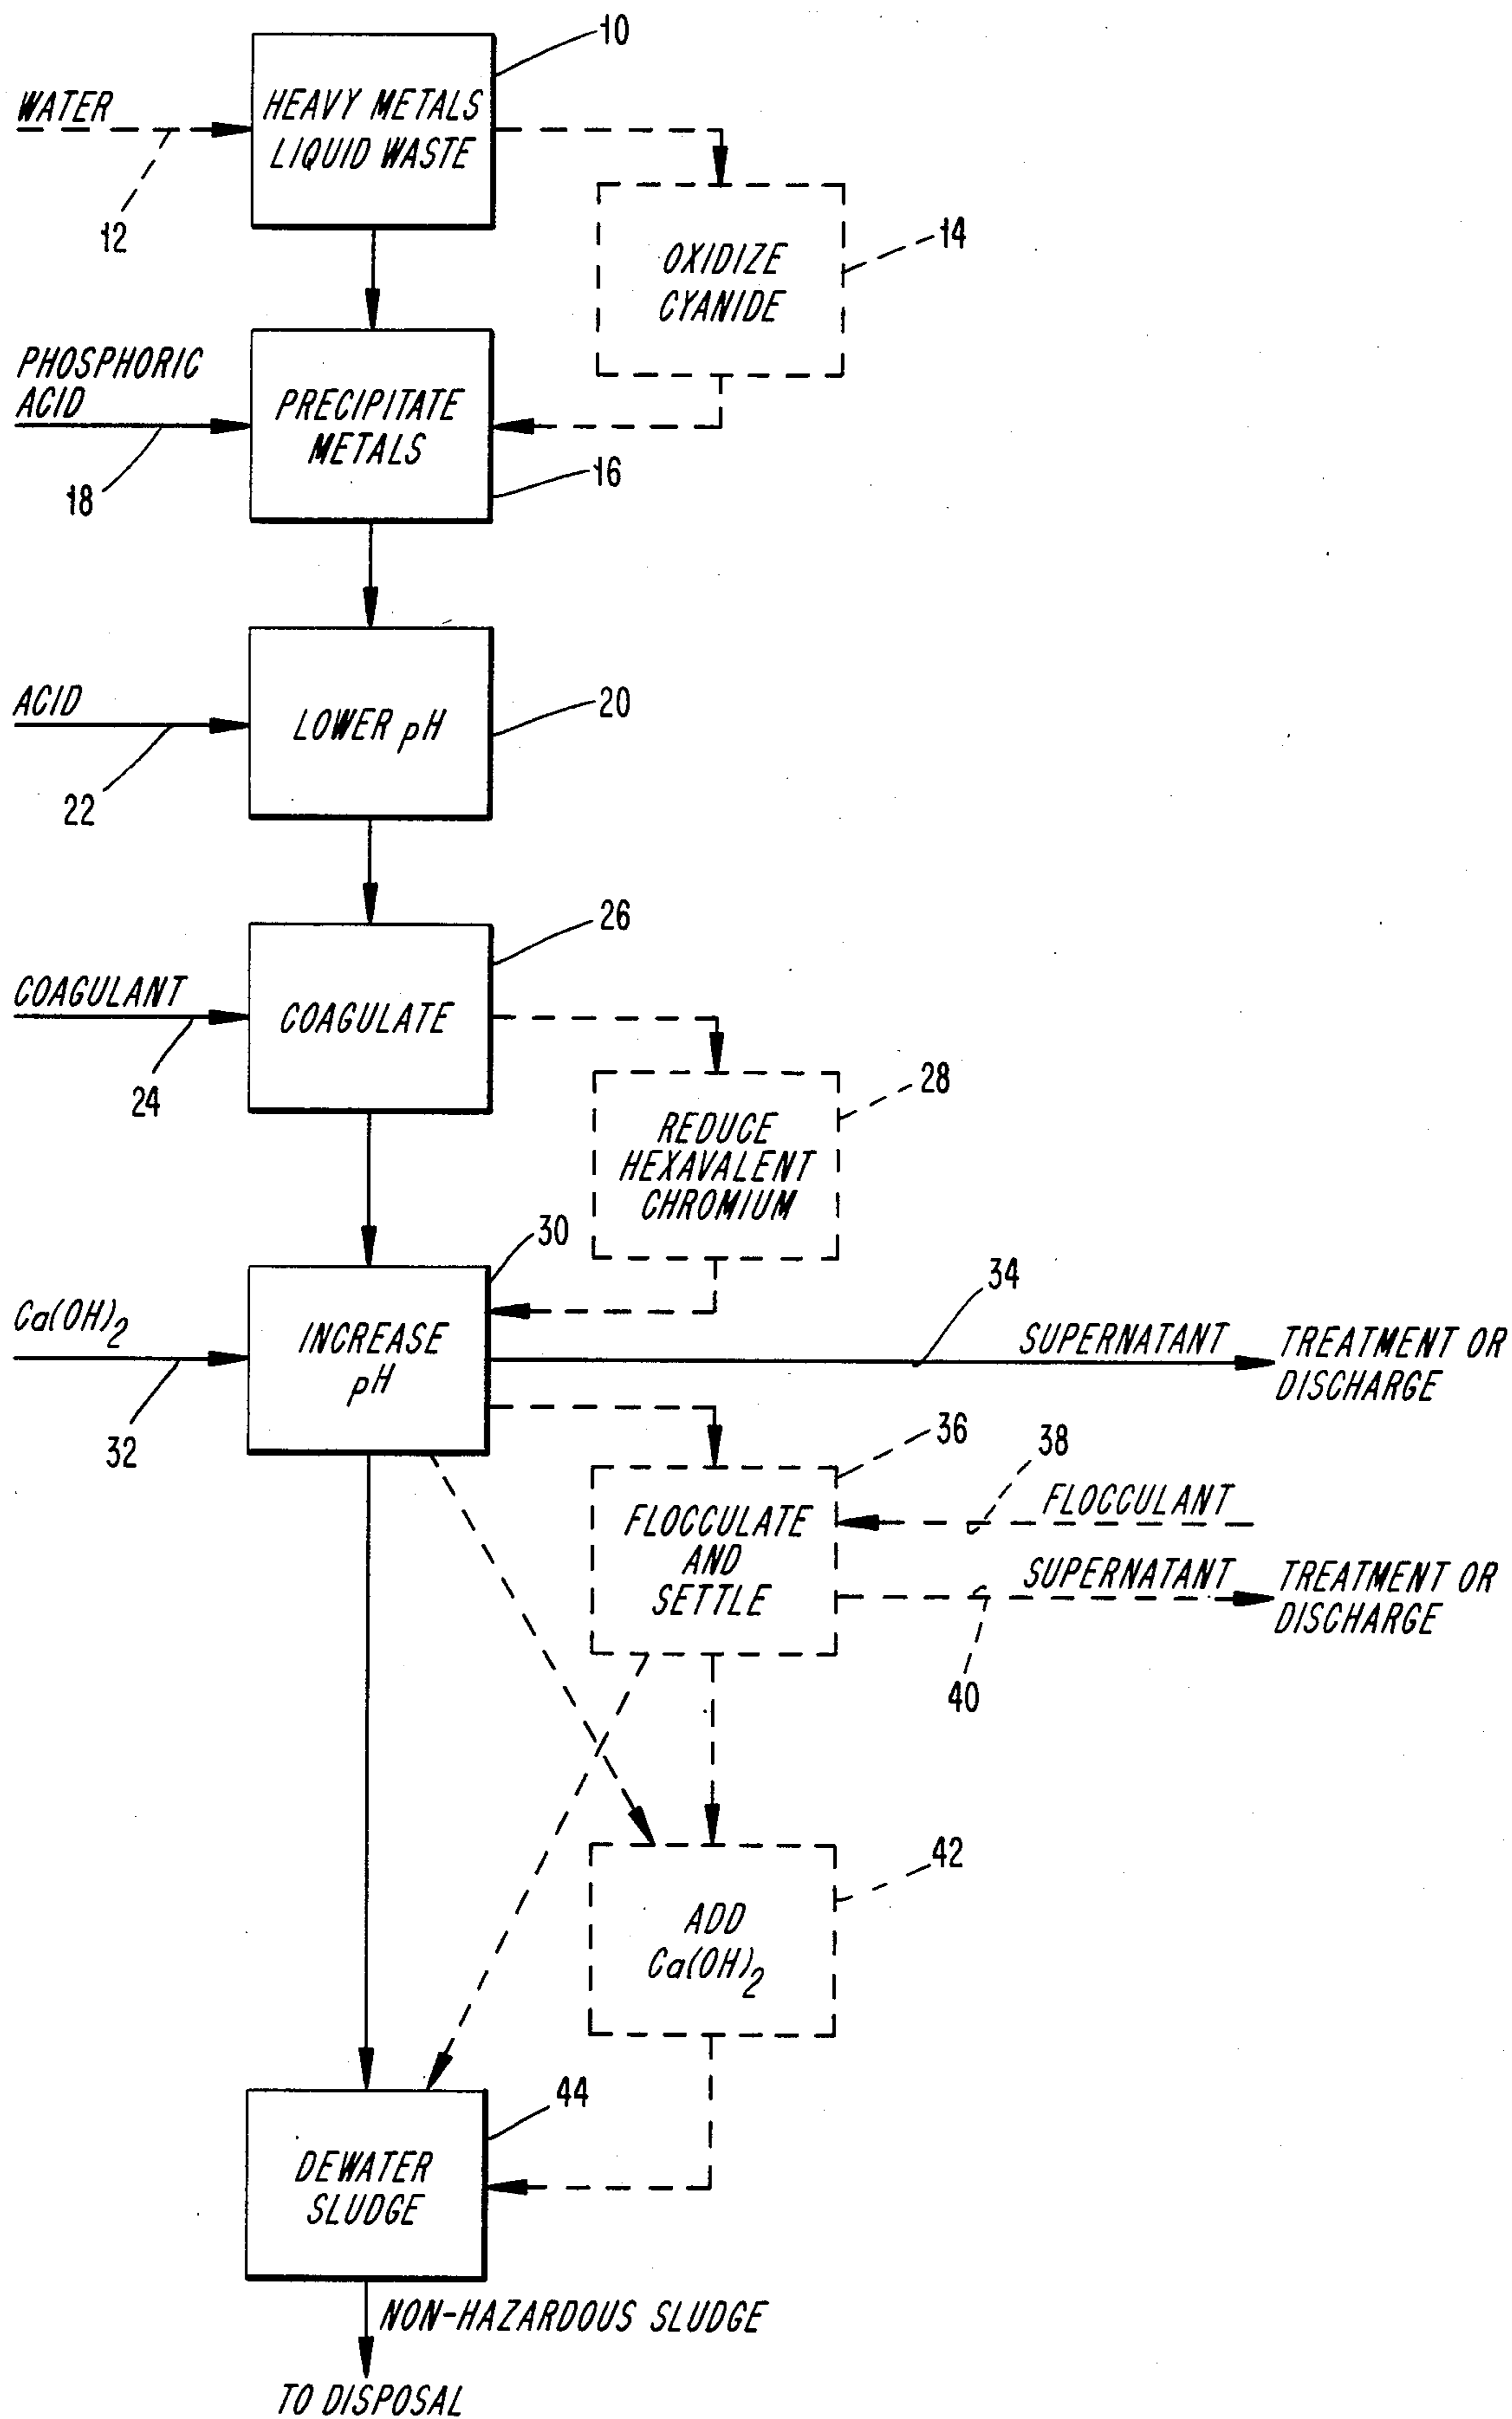 10
WATER
HEAVY METALS
LIQUID WASTE
12
14
OXIDIZE
CYANIDE
PHOSPHORIC
ACID
PRECIPITATE
METALS
16
18
ACID
LOWER pH
20
22
26
COAGULANT
COAGULATE
24
28
REDUCE
HEXAVALENT
CHROMIUM
30
34
Ca(OH)2
INCREASE
pH
SUPERNATANT
TREATMENT OR
DISCHARGE
32
36
38
FLOCCULATE
AND
SETTLE
FLOCCULANT
SUPERNATANT
TREATMENT OR
DISCHARGE
40
42
ADD
Ca(OH)2
44
DEWATER
SLUDGE
NON-HAZARDOUS SLUDGE
TO DISPOSAL